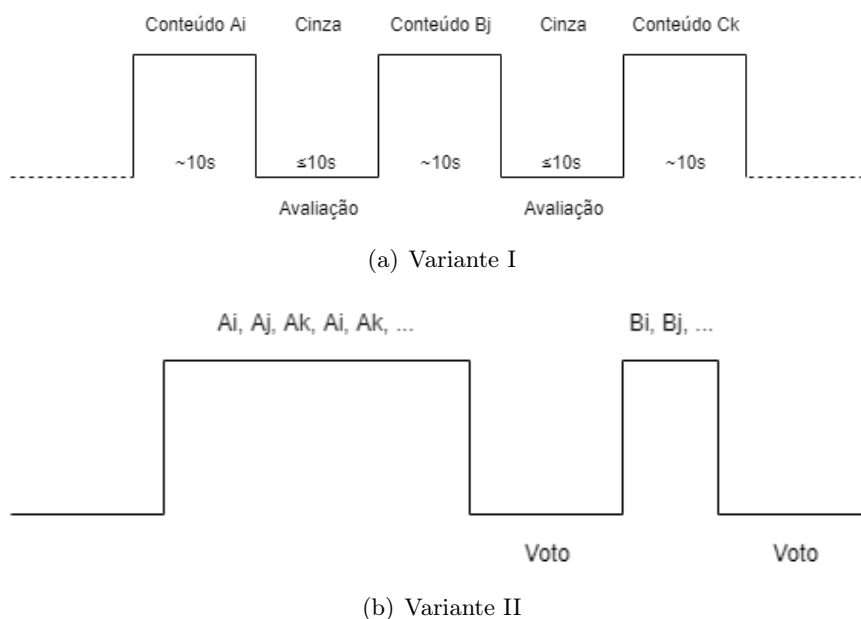 Conteúdo Ai Cinza Conteúdo Bj Cinza Conteúdo Ck
~10s ≤10s ~10s ≤10s ~10s
Avaliação Avaliação
(a) Variante I
Ai, Aj, Ak, Ai, Ak, ... Bi, Bj, ...
Voto Voto
(b) Variante II